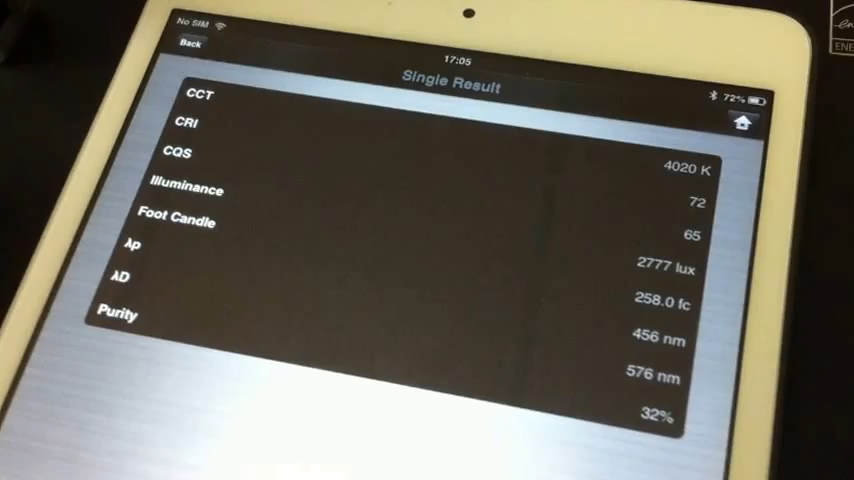 No SIM
17:05
72%
Back
Single Result
CCT 4020 K
CRI 72
CQS 65
Illuminance 2777 lux
Foot Candle 258.0 fc
λp 456 nm
λD 576 nm
Purity 32%